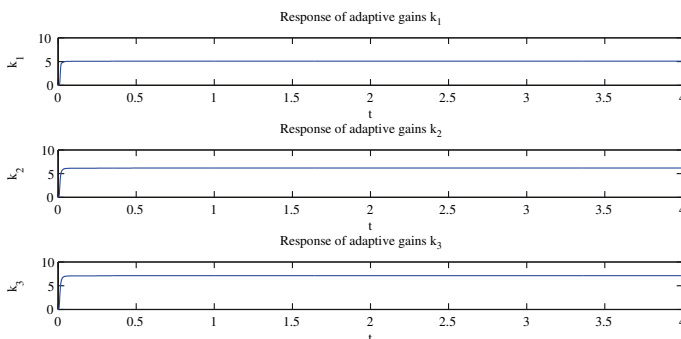 Response of adaptive gains k₁
10
5
0
k₁
0 0.5 1 1.5 2 2.5 3 3.5 4
t
Response of adaptive gains k₂
10
5
0
k₂
0 0.5 1 1.5 2 2.5 3 3.5 4
t
Response of adaptive gains k₃
10
5
0
k₃
0 0.5 1 1.5 2 2.5 3 3.5 4
t